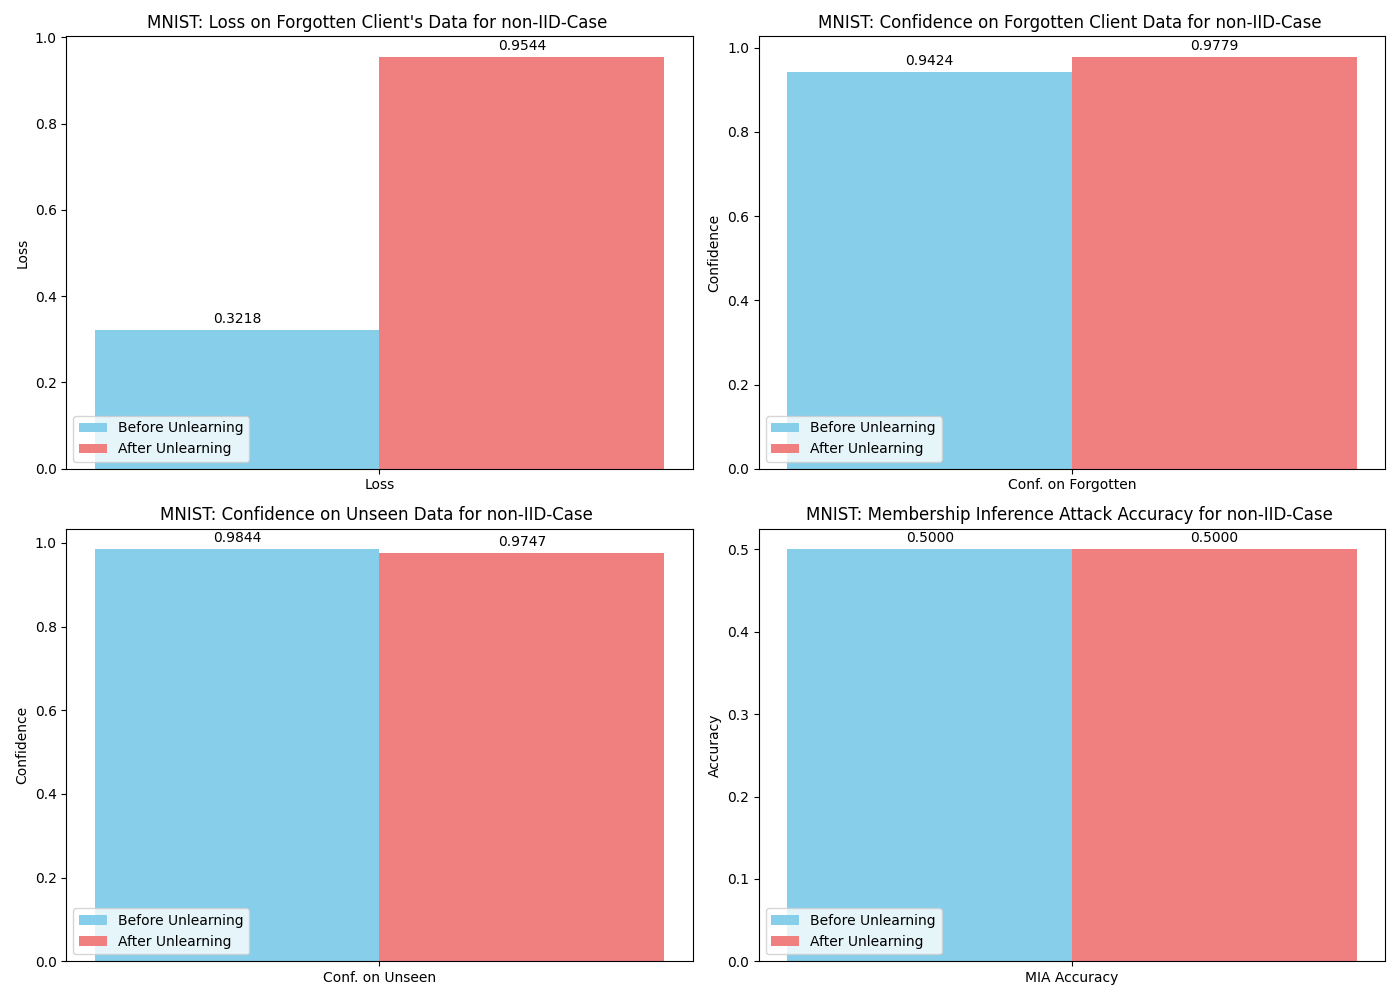 MNIST: Loss on Forgotten Client's Data for non-IID-Case
1.0
0.8
0.6
0.4
0.2
0.0
Loss
0.3218
0.9544
Before Unlearning
After Unlearning
Loss
MNIST: Confidence on Forgotten Client Data for non-IID-Case
1.0
0.8
0.6
0.4
0.2
0.0
Confidence
0.9424
0.9779
Before Unlearning
After Unlearning
Conf. on Forgotten
MNIST: Confidence on Unseen Data for non-IID-Case
1.0
0.8
0.6
0.4
0.2
0.0
Confidence
0.9844
0.9747
Before Unlearning
After Unlearning
Conf. on Unseen
MNIST: Membership Inference Attack Accuracy for non-IID-Case
0.5
0.4
0.3
0.2
0.1
0.0
Accuracy
0.5000
0.5000
Before Unlearning
After Unlearning
MIA Accuracy